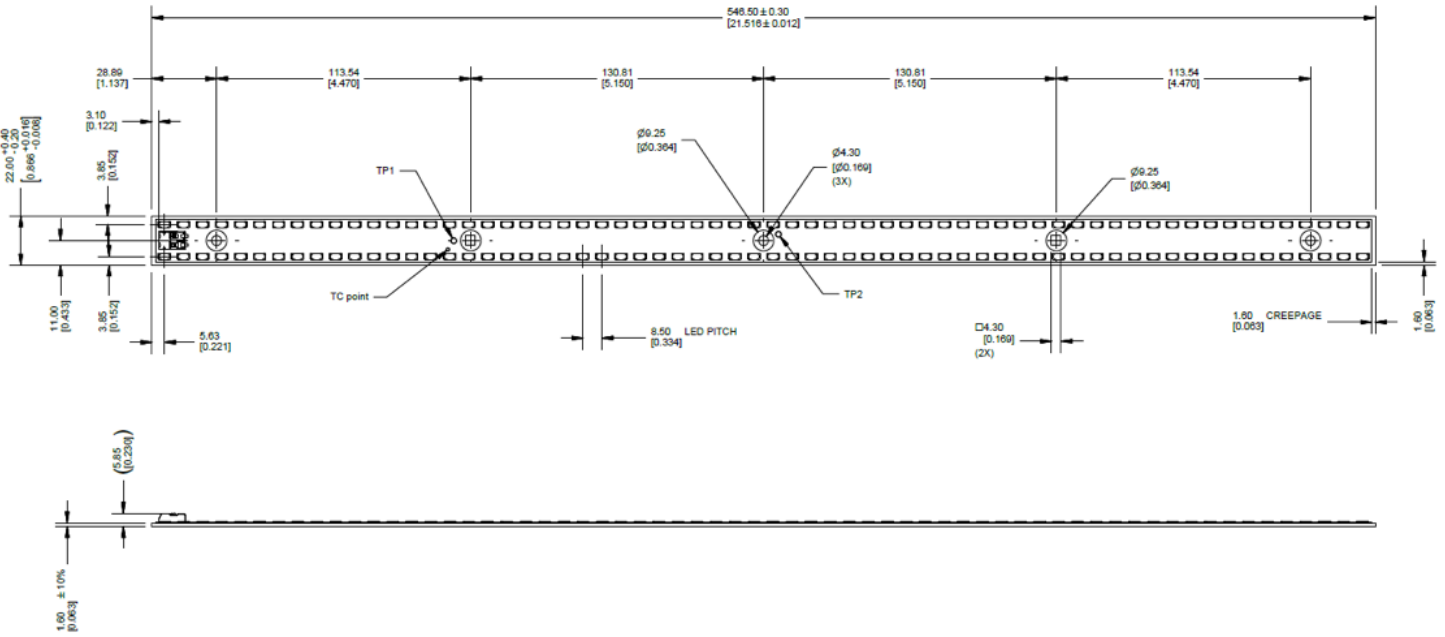 546.50 ± 0.30
[21.516 ± 0.012]
28.89
[1.137]
113.54
[4.470]
130.81
[5.150]
130.81
[5.150]
113.54
[4.470]
3.10
[0.122]
22.00 +0.40 -0.20
[0.866 +0.016 -0.008]
3.85
[0.152]
TP1
Ø9.25
[Ø0.364]
Ø4.30
[Ø0.169]
(3X)
Ø9.25
[Ø0.364]
11.00
[0.433]
3.85
[0.152]
TC point
TP2
5.63
[0.221]
8.50 LED PITCH
[0.334]
□4.30
[0.169]
(2X)
1.60 CREEPAGE
[0.063]
1.60
[0.063]
(5.85
[0.230])
1.60 ± 10%
[0.063]